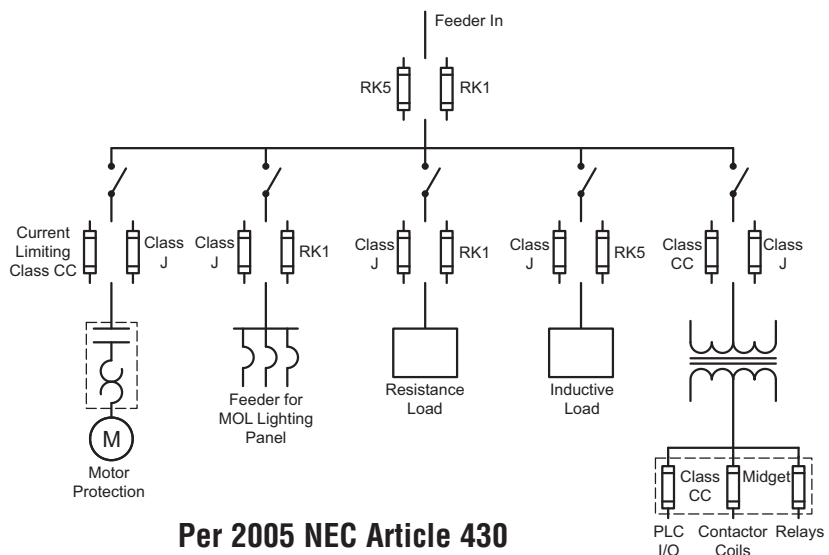 Feeder In
RK5
RK1
Current
Limiting
Class CC
Class
J
Class
J
RK1
Class
J
RK1
Class
J
RK5
Class
CC
Class
J
M
Motor
Protection
Feeder for
MOL Lighting
Panel
Resistance
Load
Inductive
Load
Class
CC
Midget
PLC
I/O
Contactor
Coils
Relays
Per 2005 NEC Article 430